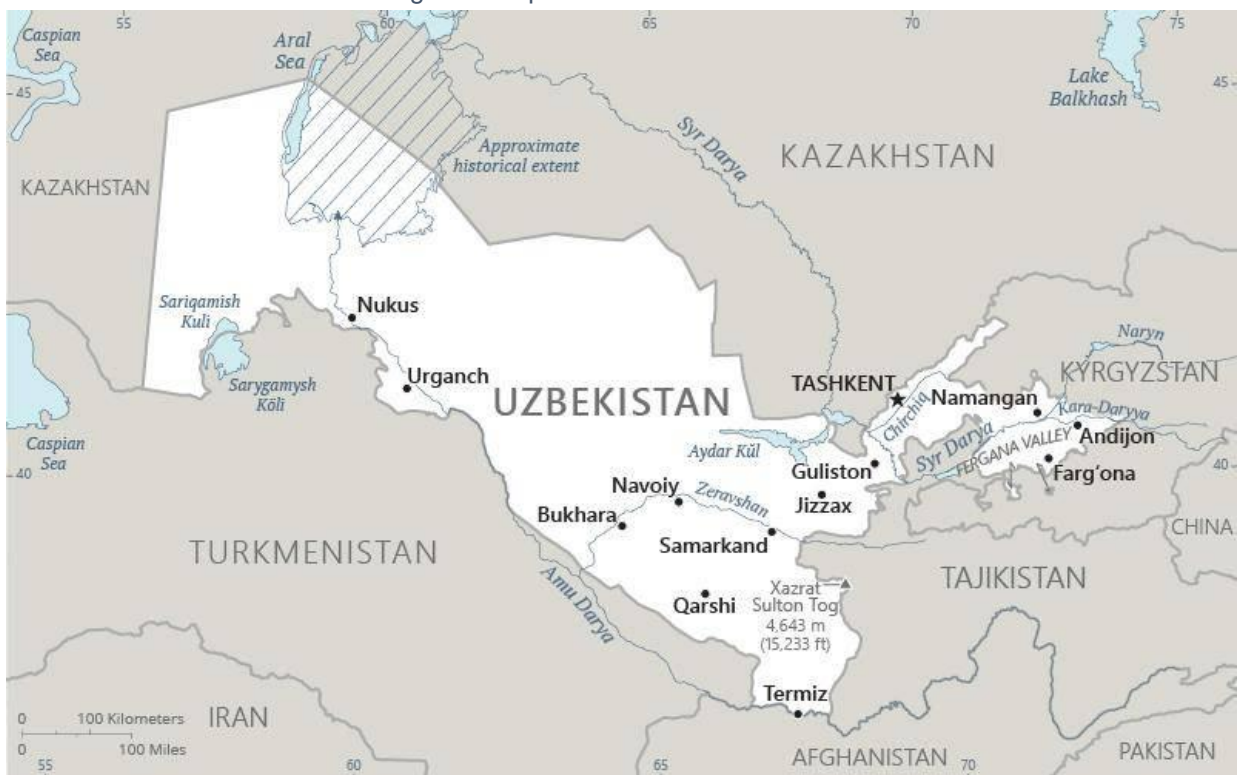 55
60
65
70
75
Caspian
Sea
Aral
Sea
45
45
Lake
Balkhash
Approximate
historical extent
Syr Darya
KAZAKHSTAN
KAZAKHSTAN
Sariqamish
Kuli
Nukus
Naryn
Sarygamysh
Köli
Urganch
UZBEKISTAN
TASHKENT
Chirchiq
Namangan
KYRGYZSTAN
Kara-Daryya
Caspian
Sea
Aydar Kŭl
Syr Darya
FERGANA VALLEY
Andijon
40
40
Guliston
Farg'ona
Navoiy
Zeravshan
Jizzax
Bukhara
Samarkand
CHINA
TURKMENISTAN
Amu Darya
TAJIKISTAN
Qarshi
Xazrat
Sulton Tog
4,643 m
(15,233 ft)
Termiz
0 100 Kilometers
0 100 Miles
IRAN
AFGHANISTAN
PAKISTAN
55
60
65
70